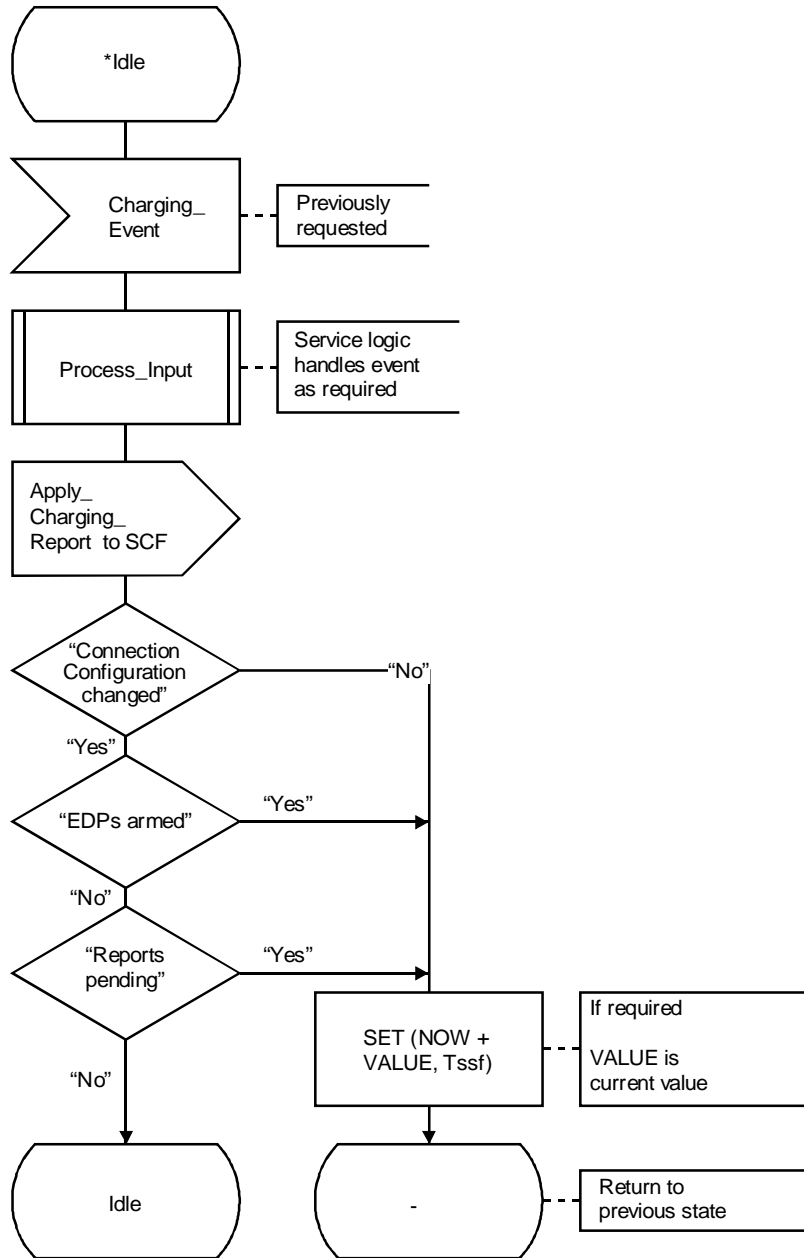 *Idle
Charging_
Event
Previously
requested
Process_Input
Service logic
handles event
as required
Apply_
Charging_
Report to SCF
“Connection
Configuration
changed”
“No”
“Yes”
“EDPs armed”
“Yes”
“No”
“Reports
pending”
“Yes”
SET (NOW +
VALUE, Tssf)
If required
VALUE is
current value
“No”
Idle
-
Return to
previous state